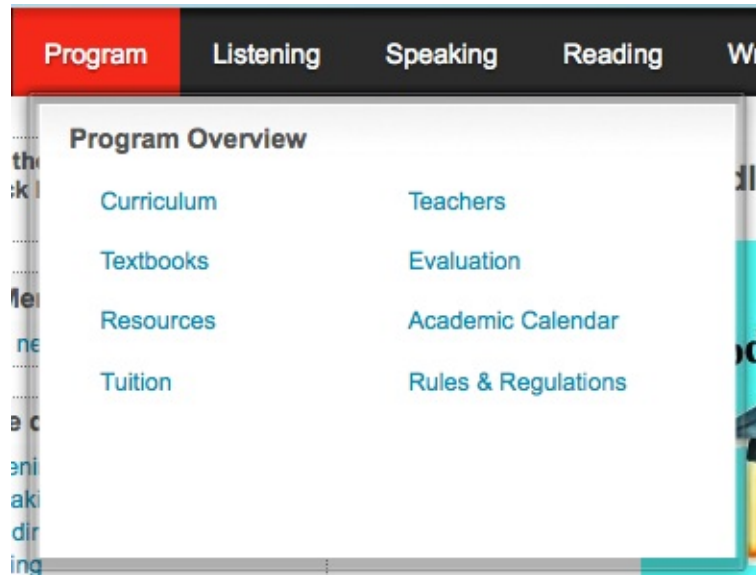 Program Listening Speaking Reading
Program Overview
Curriculum Teachers
Textbooks Evaluation
Resources Academic Calendar
Tuition Rules & Regulations